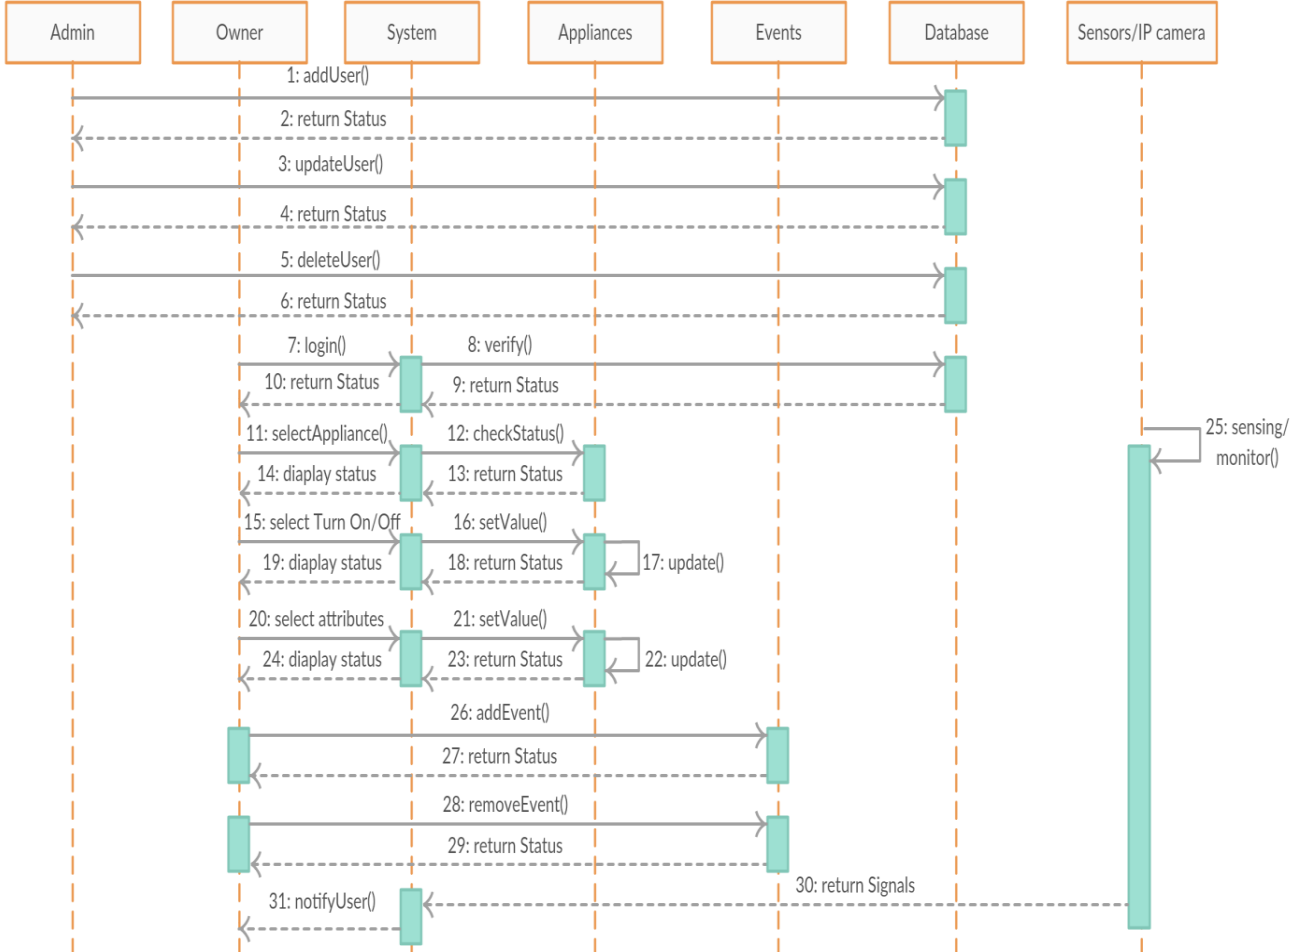 Admin
Owner
System
Appliances
Events
Database
Sensors/IP camera
1: addUser()
2: return Status
3: updateUser()
4: return Status
5: deleteUser()
6: return Status
7: login()
8: verify()
10: return Status
9: return Status
11: selectAppliance()
12: checkStatus()
25: sensing/
monitor()
14: diaplay status
13: return Status
15: select Turn On/Off
16: setValue()
19: diaplay status
18: return Status
17: update()
20: select attributes
21: setValue()
24: diaplay status
23: return Status
22: update()
26: addEvent()
27: return Status
28: removeEvent()
29: return Status
30: return Signals
31: notifyUser()